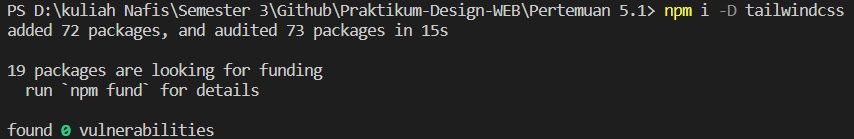 PS D:\kuliah Nafis\Semester 3\Github\Praktikum-Design-WEB\Pertemuan 5.1> npm i -D tailwindcss
added 72 packages, and audited 73 packages in 15s
19 packages are looking for funding
run `npm fund` for details
found 0 vulnerabilities